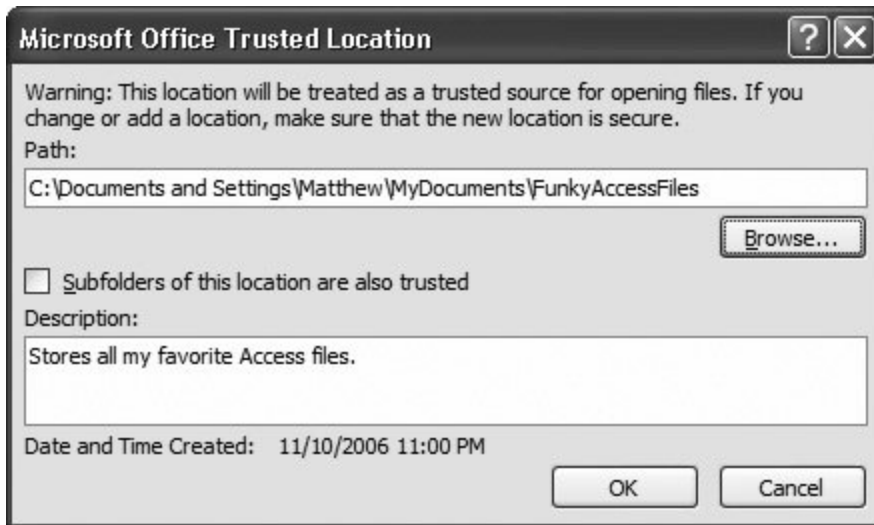 Microsoft Office Trusted Location
Warning: This location will be treated as a trusted source for opening files. If you
change or add a location, make sure that the new location is secure.
Path:
C:\Documents and Settings\Matthew\MyDocuments\FunkyAccessFiles
Browse...
Subfolders of this location are also trusted
Description:
Stores all my favorite Access files.
Date and Time Created: 11/10/2006 11:00 PM
OK Cancel